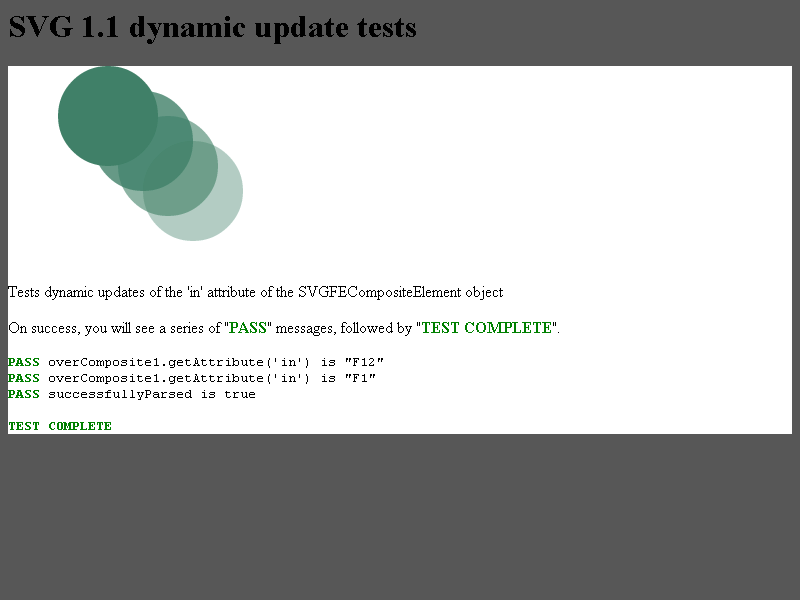 SVG 1.1 dynamic update tests
Tests dynamic updates of the 'in' attribute of the SVGFECompositeElement object
On success, you will see a series of "PASS" messages, followed by "TEST COMPLETE".
PASS overComposite1.getAttribute('in') is "F12"
PASS overComposite1.getAttribute('in') is "F1"
PASS successfullyParsed is true
TEST COMPLETE